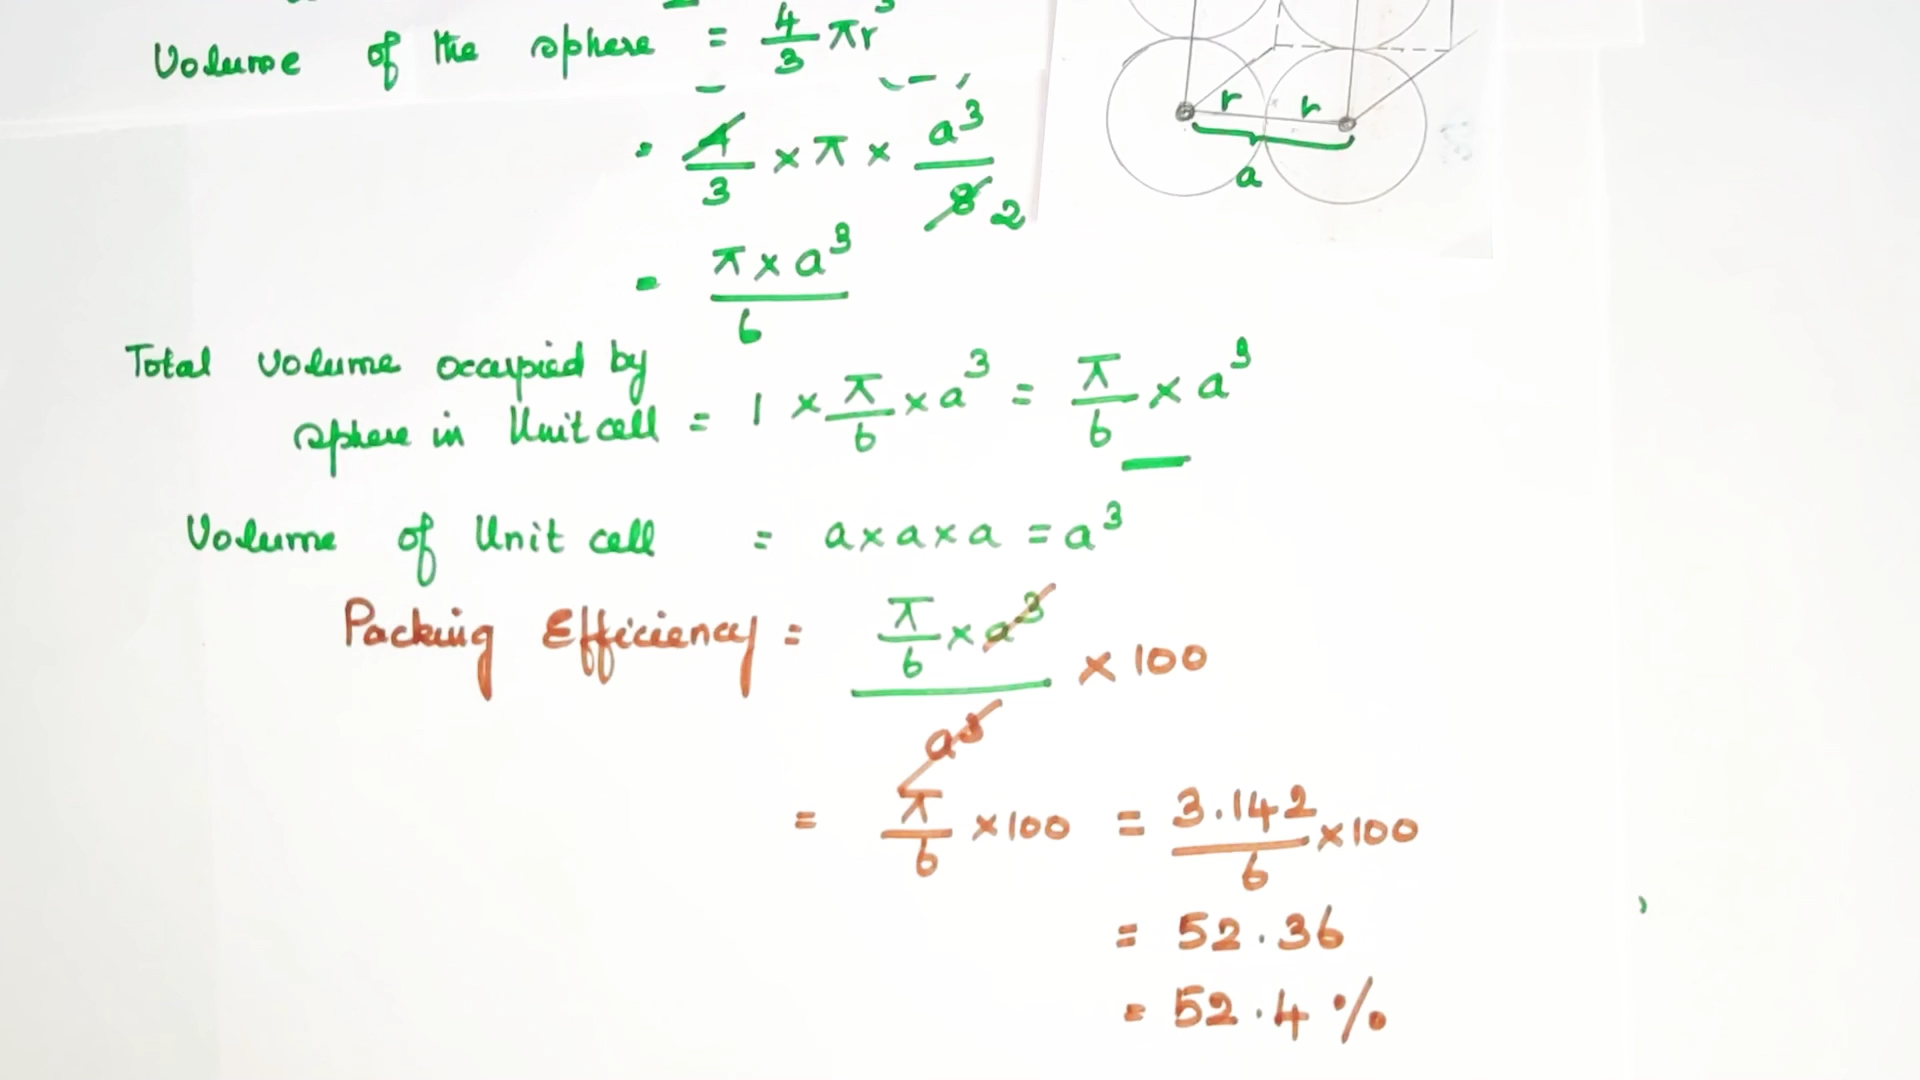 Volume of the sphere = 4/3 πr³
= 4/3 × π × a³/8 2
= π × a³/6
r r
a
Total volume occupied by
sphere in Unit cell = 1 × π/6 × a³ = π/6 × a³
Volume of Unit cell = a × a × a = a³
Packing Efficiency = π/6 × a³/a³ × 100
= π/6 × 100 = 3.142/6 × 100
= 52.36
= 52.4 %